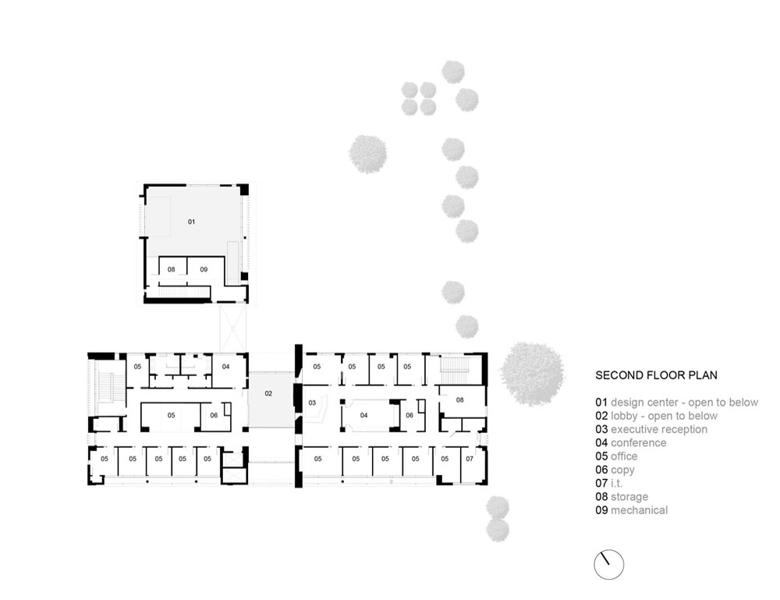 01
08 09
05 04 05 05 05 05
02
03 08
05 06 04 06
05 05 05 05 05 05 05 05 05 05 05 07
SECOND FLOOR PLAN
01 design center - open to below
02 lobby - open to below
03 executive reception
04 conference
05 office
06 copy
07 i.t.
08 storage
09 mechanical